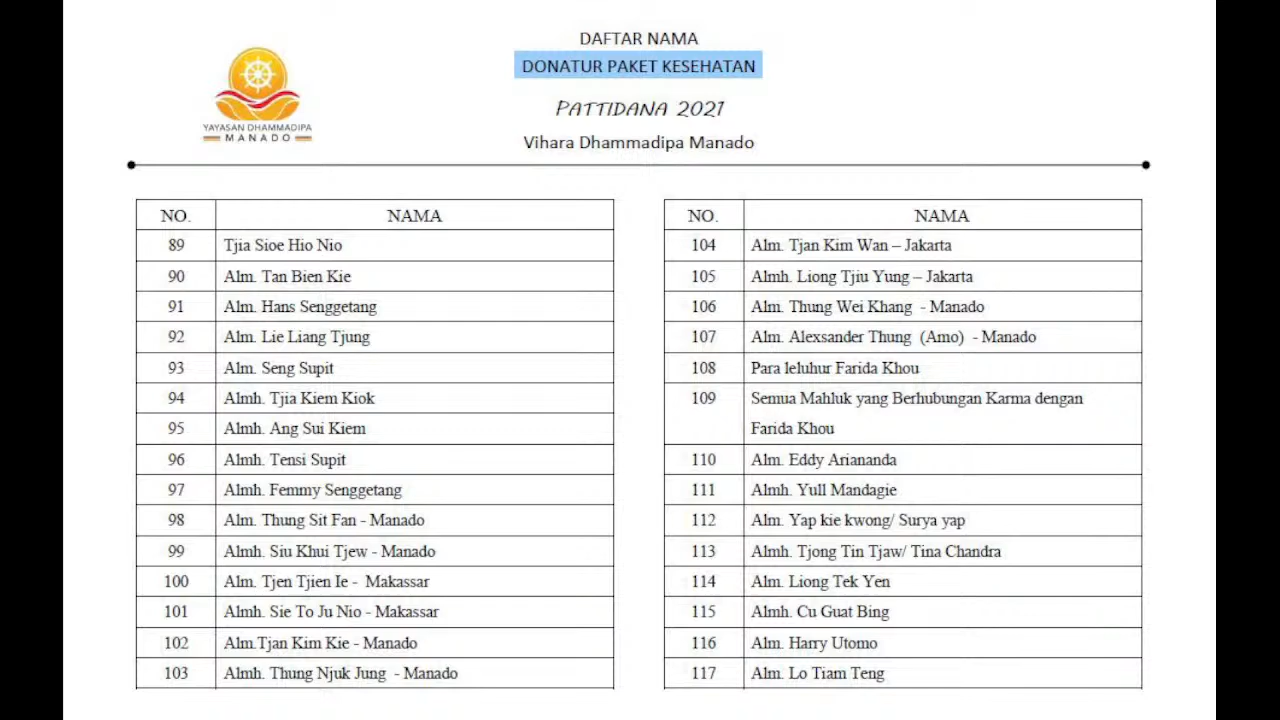 DAFTAR NAMA
DONATUR PAKET KESEHATAN
PATTIDANA 2021
Vihara Dhammadipa Manado
YAYASAN DHAMMADIPA
MANADO
NO. NAMA
89 Tjia Sioe Hio Nio
90 Alm. Tan Bien Kie
91 Alm. Hans Senggetang
92 Alm. Lie Liang Tjung
93 Alm. Seng Supit
94 Almh. Tjia Kiem Kiok
95 Almh. Ang Sui Kiem
96 Almh. Tensi Supit
97 Almh. Femmy Senggetang
98 Alm. Thung Sit Fan - Manado
99 Almh. Siu Khui Tjew - Manado
100 Alm. Tjen Tjien Ie - Makassar
101 Almh. Sie To Ju Nio - Makassar
102 Alm.Tjan Kim Kie - Manado
103 Almh. Thung Njuk Jung - Manado
NO. NAMA
104 Alm. Tjan Kim Wan – Jakarta
105 Almh. Liong Tjiu Yung – Jakarta
106 Alm. Thung Wei Khang - Manado
107 Alm. Alexsander Thung (Amo) - Manado
108 Para leluhur Farida Khou
109 Semua Mahluk yang Berhubungan Karma dengan
Farida Khou
110 Alm. Eddy Ariananda
111 Almh. Yull Mandagie
112 Alm. Yap kie kwong/ Surya yap
113 Almh. Tjong Tin Tjaw/ Tina Chandra
114 Alm. Liong Tek Yen
115 Almh. Cu Guat Bing
116 Alm. Harry Utomo
117 Alm. Lo Tiam Teng